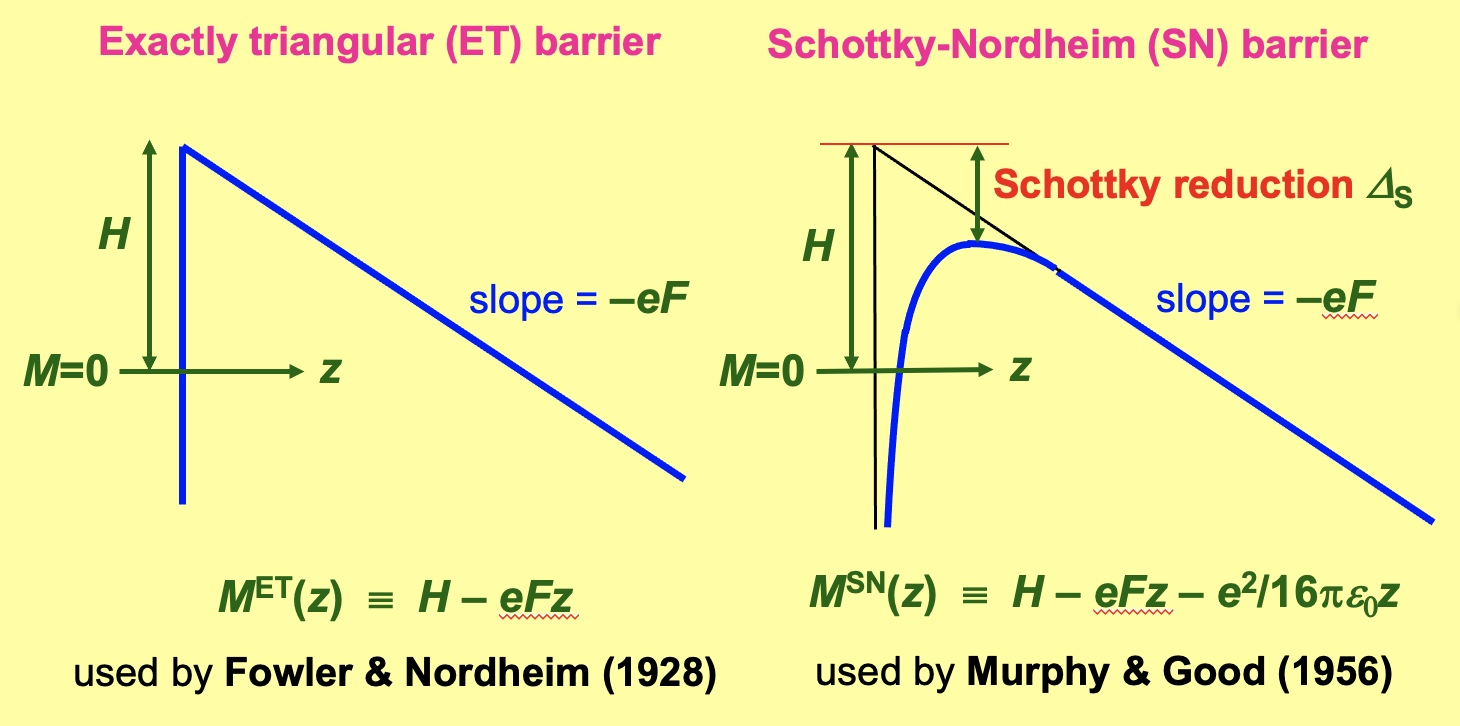 Exactly triangular (ET) barrier
H
slope = –eF
M=0
z
Mᴱᵀ(z) ≡ H – eFz
used by Fowler & Nordheim (1928)
Schottky-Nordheim (SN) barrier
Schottky reduction Δₛ
H
slope = –eF
M=0
z
Mˢᴺ(z) ≡ H – eFz – e²/16πε₀z
used by Murphy & Good (1956)